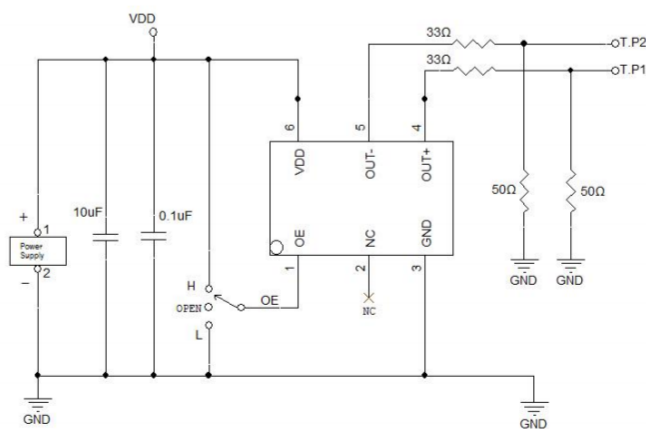 VDD
33Ω
T.P2
33Ω
T.P1
6
5
4
VDD
OUT-
OUT+
50Ω
50Ω
+
1
Power
Supply
2
−
10uF
0.1uF
OE
NC
GND
1
2
3
H
OPEN
L
OE
NC
GND
GND
GND
GND